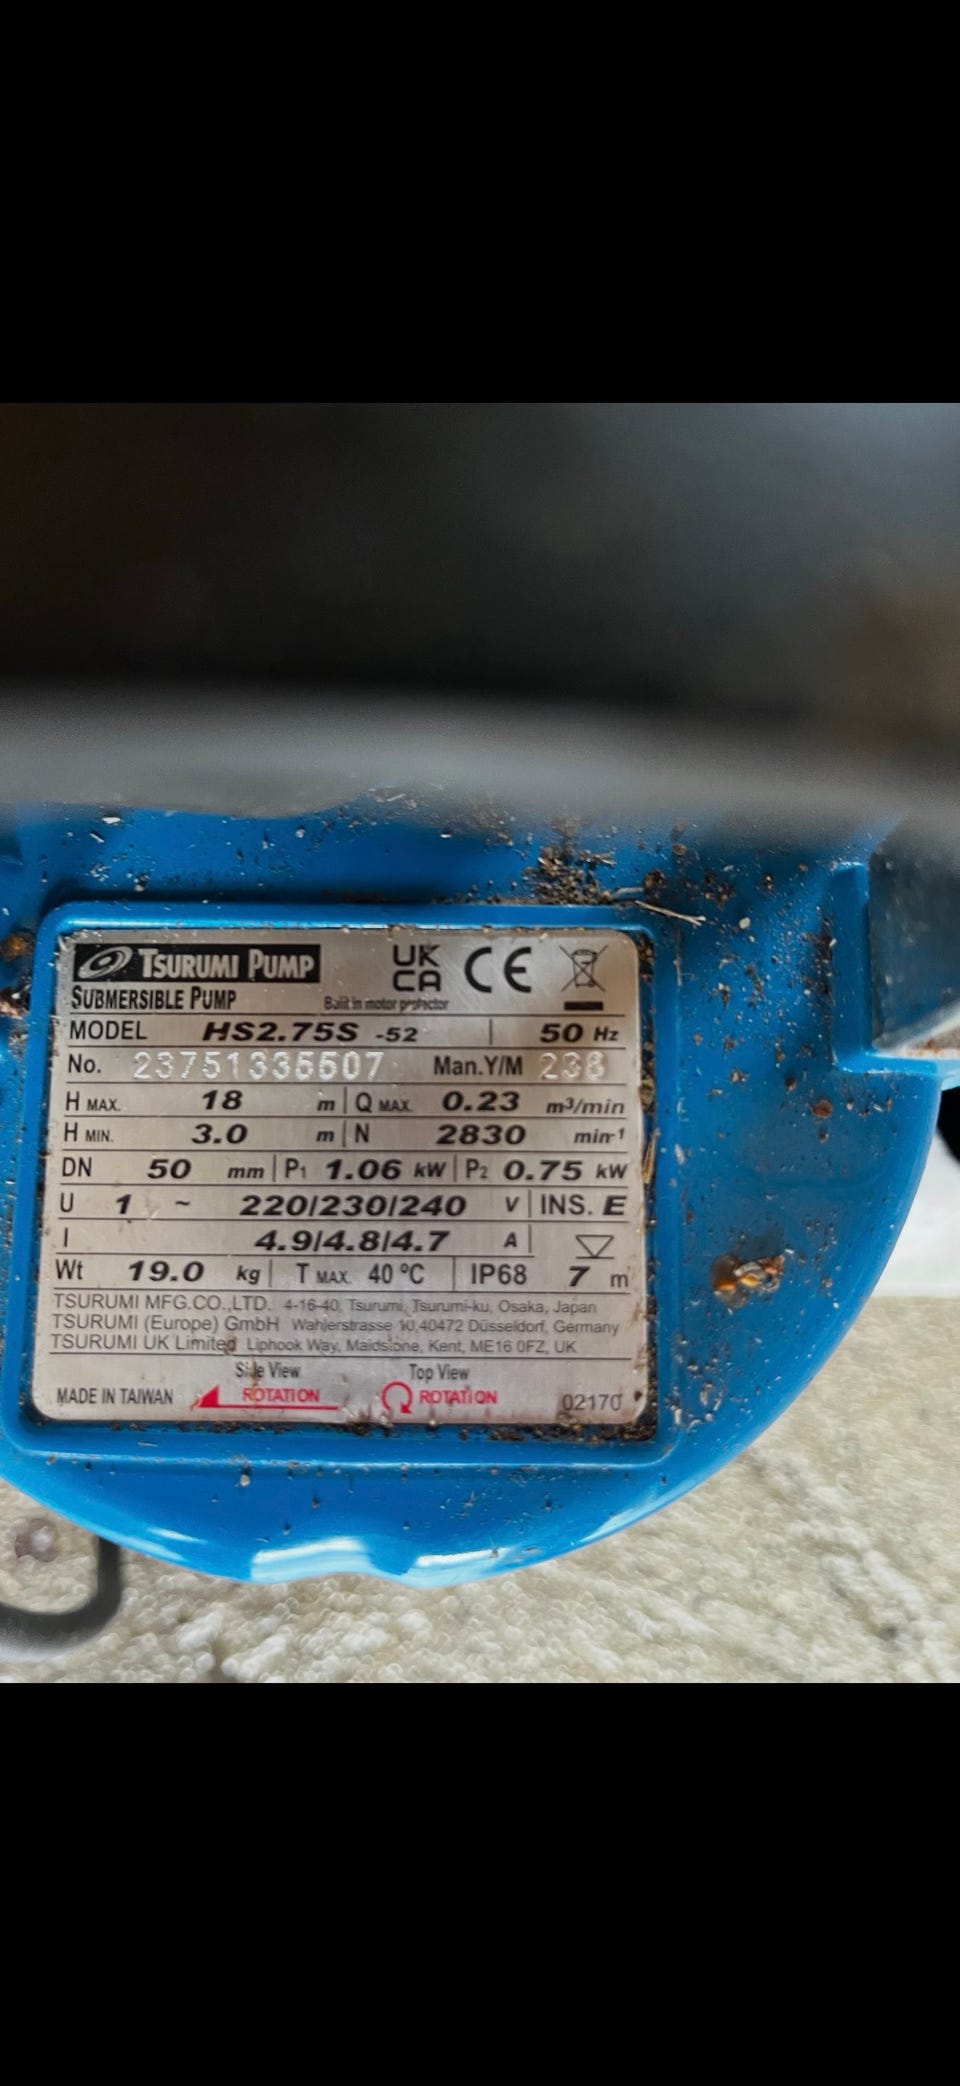 TSURUMI PUMP UK CA CE
SUBMERSIBLE PUMP Built in motor protector
MODEL HS2.75S -52 50 Hz
No. Man.Y/M
H MAX. 18 m Q MAX. 0.23 m³/min
H MIN. 3.0 m N 2830 min-1
DN 50 mm P1 1.06 kW P2 0.75 kW
U 1 ~ 220/230/240 V INS. E
I 4.9/4.8/4.7 A
Wt 19.0 kg T MAX. 40 ºC IP68 7 m
TSURUMI MFG.CO.,LTD. 4-16-40, Tsurumi, Tsurumi-ku, Osaka, Japan
TSURUMI (Europe) GmbH Wahlerstrasse 10,40472 Düsseldorf, Germany
TSURUMI UK Limited Liphook Way, Maidstone, Kent, ME16 0FZ, UK
Side View Top View
MADE IN TAIWAN ROTATION ROTATION 02170